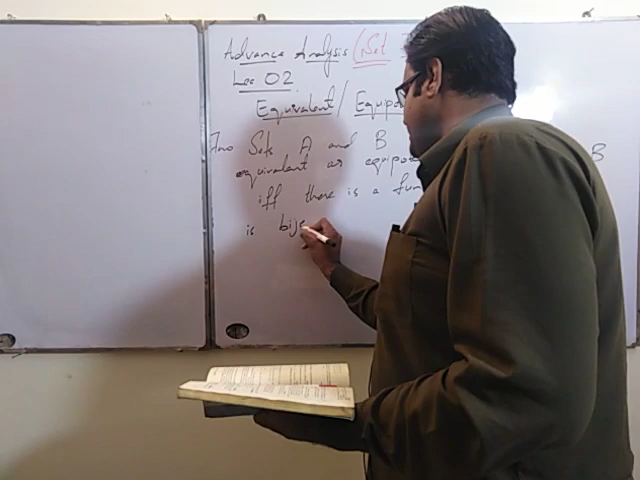 Advance Analysis (Set
Lec 02.
Equivalent / Equipo
Two Sets A and B B
equivalent or equipo
iff there is a fun
is bije